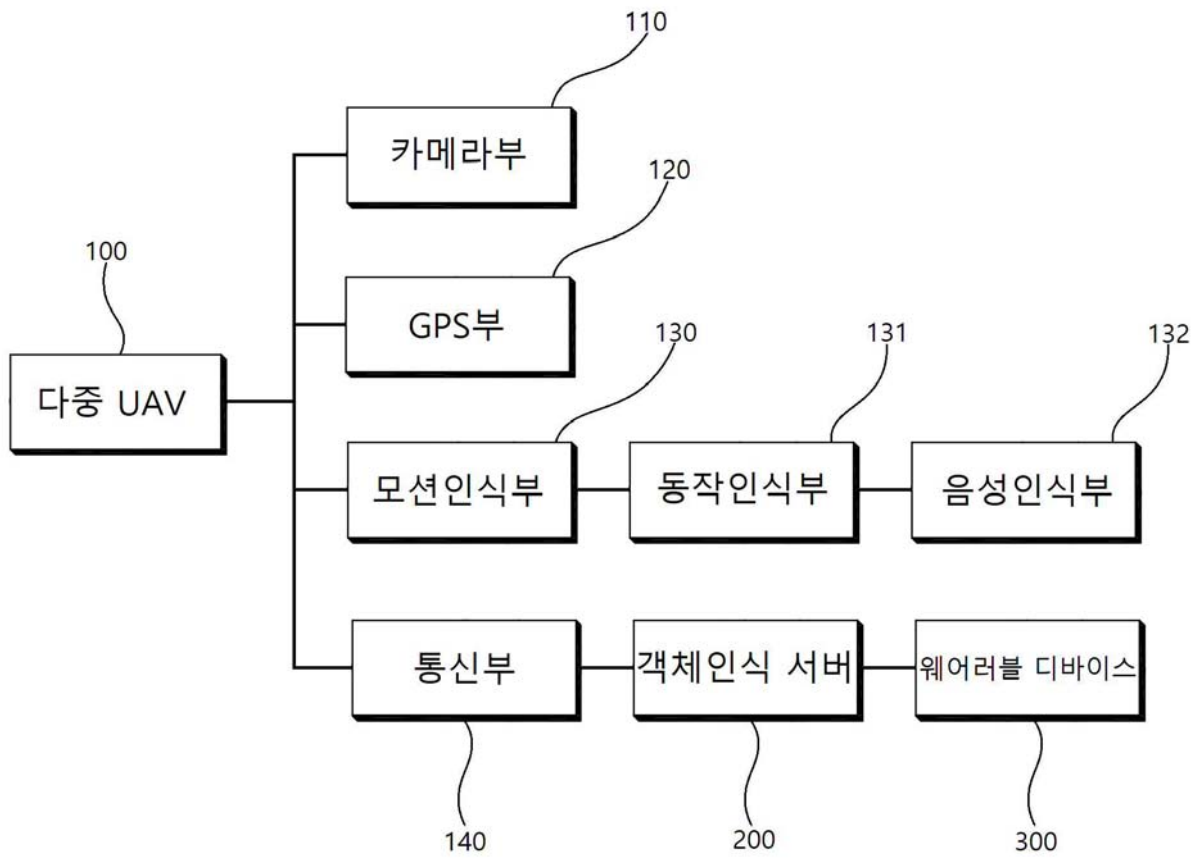 110
카메라부
120
100
GPS부
130
131
132
다중 UAV
모션인식부
동작인식부
음성인식부
통신부
객체인식 서버
웨어러블 디바이스
140
200
300